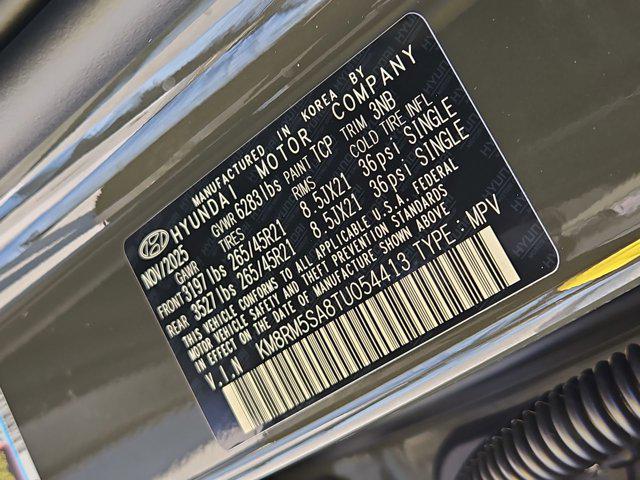 MANUFACTURED IN KOREA BY
HYUNDAI MOTOR COMPANY
NOV/2025 GVWR 6283lbs PAINT TCP TRIM 3NB
GAWR TIRES RIMS COLD TIRE INFL
FRONT 3197lbs 265/45R21 8.5JX21 36psi SINGLE
REAR 3527lbs 265/45R21 8.5JX21 36psi SINGLE
THIS VEHICLE CONFORMS TO ALL APPLICABLE U.S.A. FEDERAL
MOTOR VEHICLE SAFETY AND THEFT PREVENTION STANDARDS
IN EFFECT ON THE DATE OF MANUFACTURE SHOWN ABOVE.
V.I.N KM8RM5SA8TU054413 TYPE : MPV